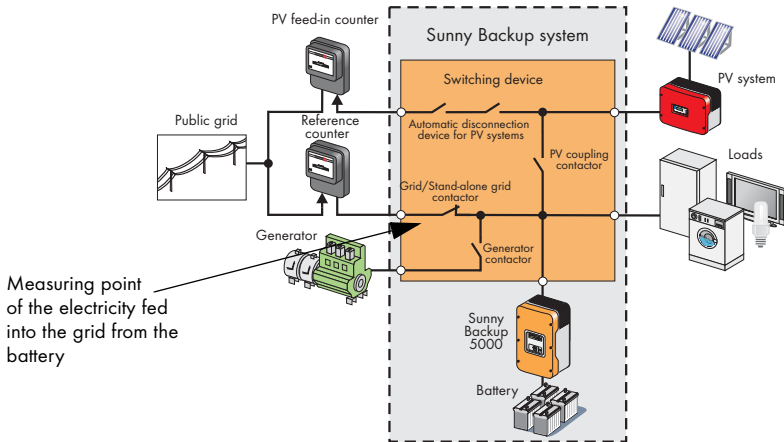 PV feed-in counter
Sunny Backup system
Switching device
PV system
Public grid
Reference
counter
Automatic disconnection
device for PV systems
PV coupling
contactor
Loads
Grid/Stand-alone grid
contactor
Generator
Generator
contactor
Measuring point
of the electricity fed
into the grid from the
battery
Sunny
Backup
5000
Battery